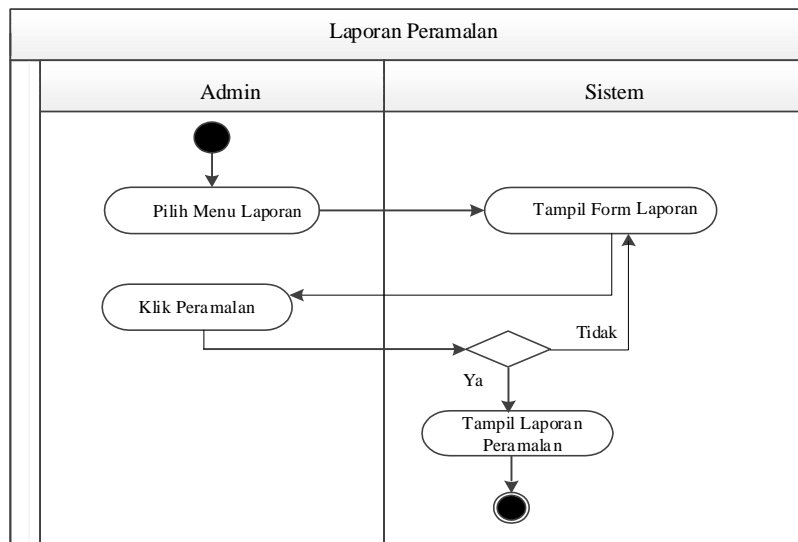 Laporan Peramalan
Admin
Sistem
Pilih Menu Laporan
Tampil Form Laporan
Klik Peramalan
Tidak
Ya
Tampil Laporan
Peramalan